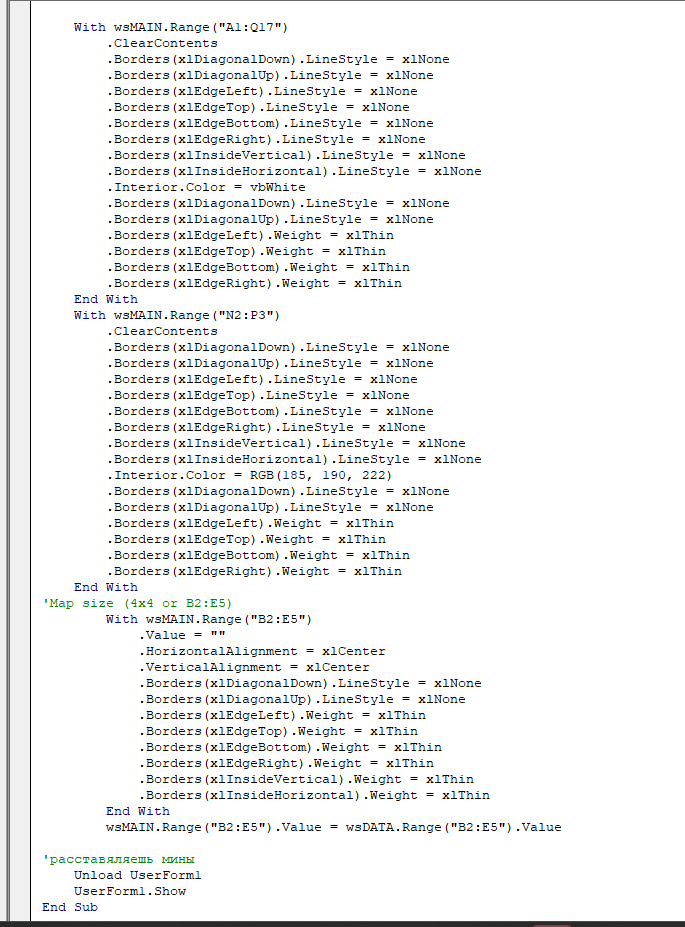 With wsMAIN.Range("A1:Q17")
.ClearContents
.Borders(xlDiagonalDown).LineStyle = xlNone
.Borders(xlDiagonalUp).LineStyle = xlNone
.Borders(xlEdgeLeft).LineStyle = xlNone
.Borders(xlEdgeTop).LineStyle = xlNone
.Borders(xlEdgeBottom).LineStyle = xlNone
.Borders(xlEdgeRight).LineStyle = xlNone
.Borders(xlInsideVertical).LineStyle = xlNone
.Borders(xlInsideHorizontal).LineStyle = xlNone
.Interior.Color = vbWhite
.Borders(xlDiagonalDown).LineStyle = xlNone
.Borders(xlDiagonalUp).LineStyle = xlNone
.Borders(xlEdgeLeft).Weight = xlThin
.Borders(xlEdgeTop).Weight = xlThin
.Borders(xlEdgeBottom).Weight = xlThin
.Borders(xlEdgeRight).Weight = xlThin
End With
With wsMAIN.Range("N2:P3")
.ClearContents
.Borders(xlDiagonalDown).LineStyle = xlNone
.Borders(xlDiagonalUp).LineStyle = xlNone
.Borders(xlEdgeLeft).LineStyle = xlNone
.Borders(xlEdgeTop).LineStyle = xlNone
.Borders(xlEdgeBottom).LineStyle = xlNone
.Borders(xlEdgeRight).LineStyle = xlNone
.Borders(xlInsideVertical).LineStyle = xlNone
.Borders(xlInsideHorizontal).LineStyle = xlNone
.Interior.Color = RGB(185, 190, 222)
.Borders(xlDiagonalDown).LineStyle = xlNone
.Borders(xlDiagonalUp).LineStyle = xlNone
.Borders(xlEdgeLeft).Weight = xlThin
.Borders(xlEdgeTop).Weight = xlThin
.Borders(xlEdgeBottom).Weight = xlThin
.Borders(xlEdgeRight).Weight = xlThin
End With
'Map size (4x4 or B2:E5)
With wsMAIN.Range("B2:E5")
.Value = ""
.HorizontalAlignment = xlCenter
.VerticalAlignment = xlCenter
.Borders(xlDiagonalDown).LineStyle = xlNone
.Borders(xlDiagonalUp).LineStyle = xlNone
.Borders(xlEdgeLeft).Weight = xlThin
.Borders(xlEdgeTop).Weight = xlThin
.Borders(xlEdgeBottom).Weight = xlThin
.Borders(xlEdgeRight).Weight = xlThin
.Borders(xlInsideVertical).Weight = xlThin
.Borders(xlInsideHorizontal).Weight = xlThin
End With
wsMAIN.Range("B2:E5").Value = wsDATA.Range("B2:E5").Value
'расставяляешь мины
Unload UserForm1
UserForm1.Show
End Sub